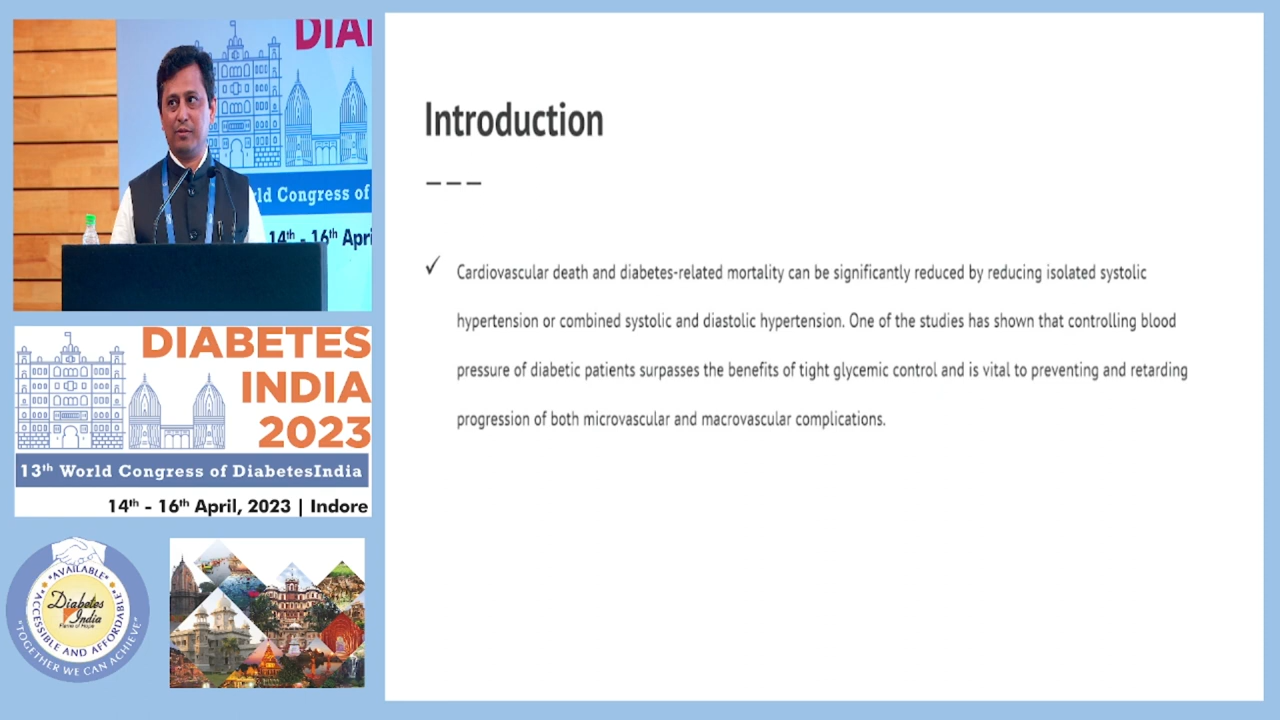 DIA
rld Congress of
14th - 16th Apri
DIABETES
INDIA
2023
13th World Congress of DiabetesIndia
14th - 16th April, 2023 | Indore
*AVAILABLE*
*ACCESSIBLE AND AFFORDABLE*
Diabetes
India
"TOGETHER WE CAN ACHIEVE"
Introduction
---
✓ Cardiovascular death and diabetes-related mortality can be significantly reduced by reducing isolated systolic
hypertension or combined systolic and diastolic hypertension. One of the studies has shown that controlling blood
pressure of diabetic patients surpasses the benefits of tight glycemic control and is vital to preventing and retarding
progression of both microvascular and macrovascular complications.